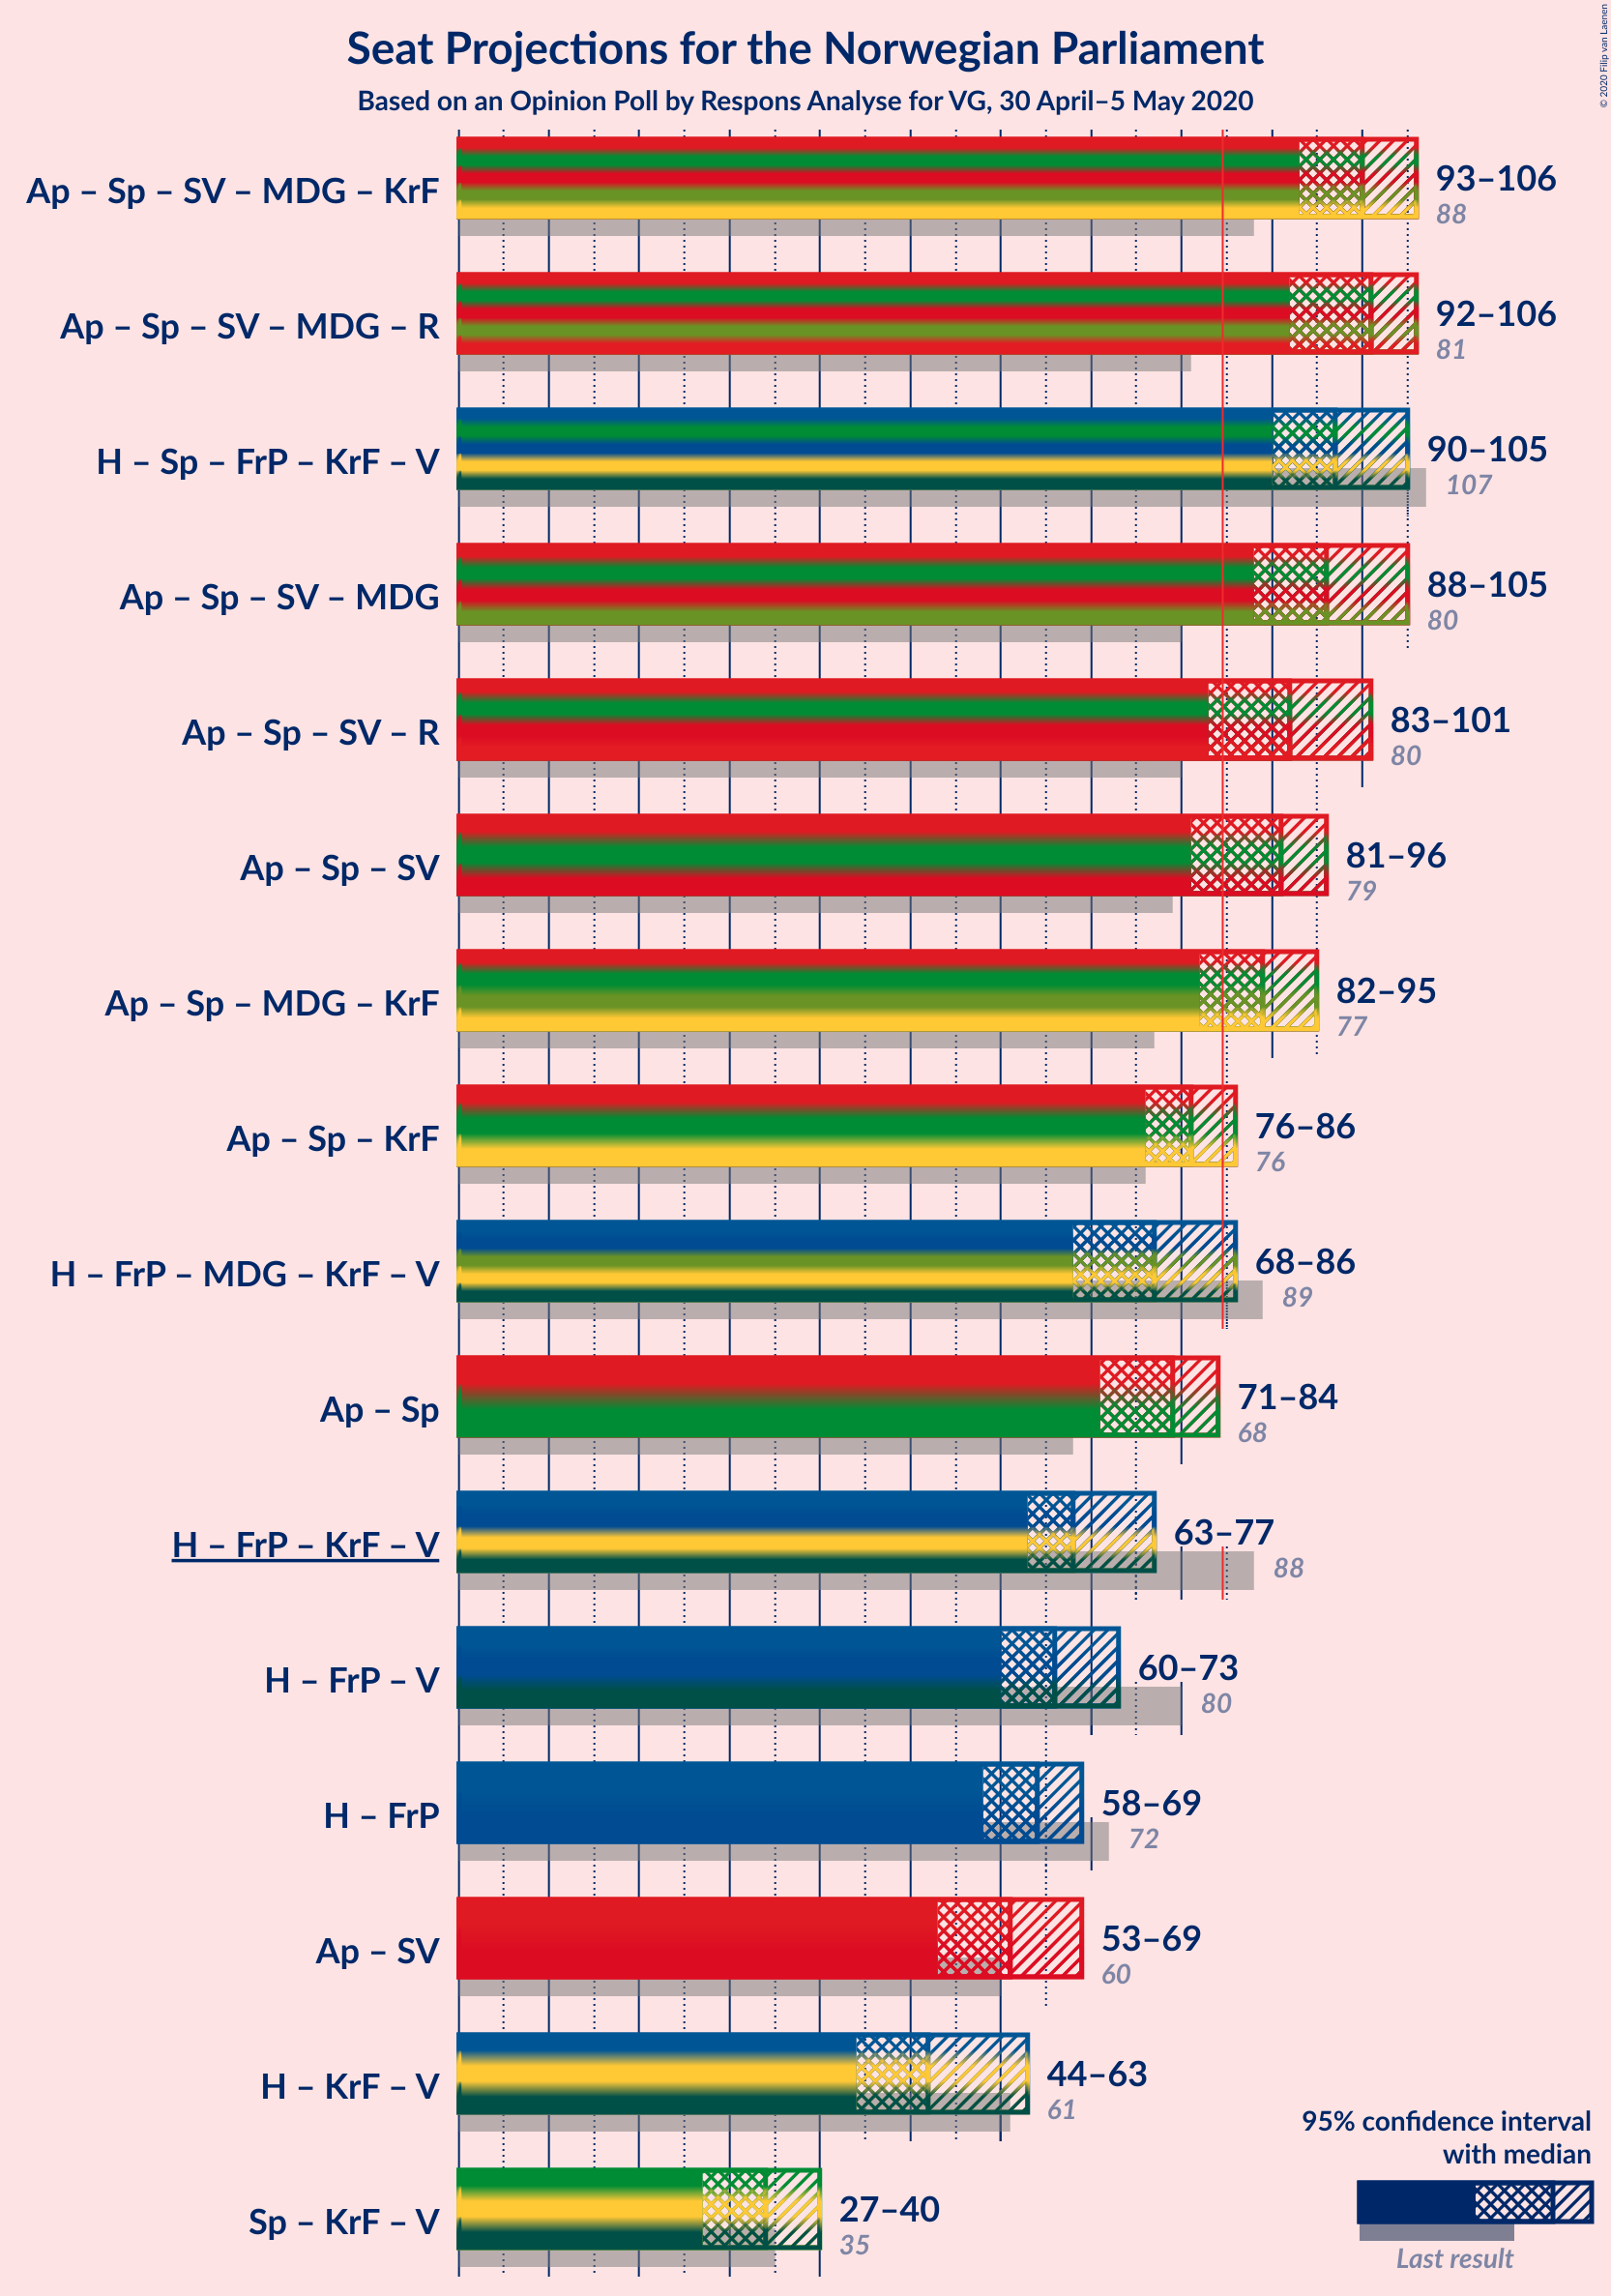 Seat Projections for the Norwegian Parliament
Based on an Opinion Poll by Respons Analyse for VG, 30 April–5 May 2020
© 2020 Filip van Laenen
Ap – Sp – SV – MDG – KrF
93–106
88
Ap – Sp – SV – MDG – R
92–106
81
H – Sp – FrP – KrF – V
90–105
107
Ap – Sp – SV – MDG
88–105
80
Ap – Sp – SV – R
83–101
80
Ap – Sp – SV
81–96
79
Ap – Sp – MDG – KrF
82–95
77
Ap – Sp – KrF
76–86
76
H – FrP – MDG – KrF – V
68–86
89
Ap – Sp
71–84
68
H – FrP – KrF – V
63–77
88
H – FrP – V
60–73
80
H – FrP
58–69
72
Ap – SV
53–69
60
H – KrF – V
44–63
61
Sp – KrF – V
27–40
35
95% confidence interval
with median
Last result